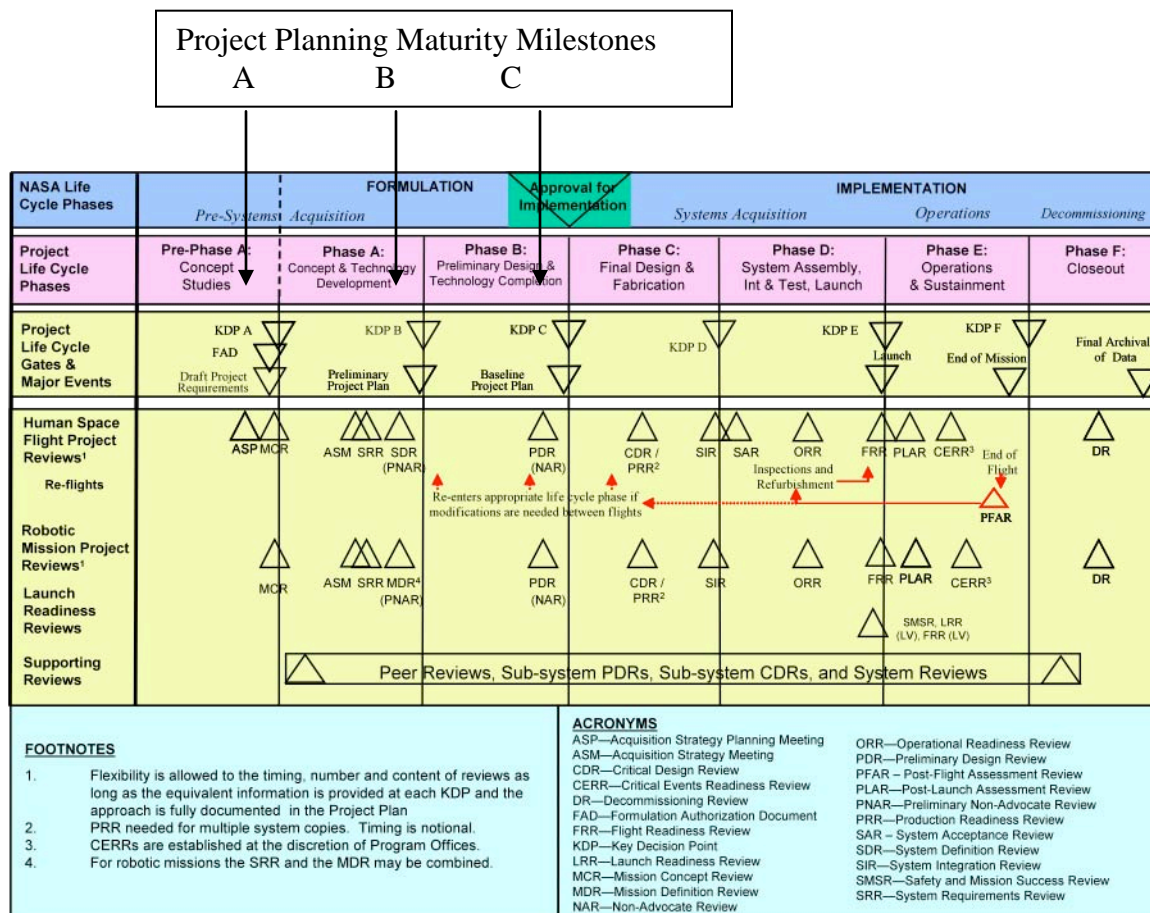 Project Planning Maturity Milestones
A B C
NASA Life
Cycle Phases
FORMULATION
Approval for
Implementation
IMPLEMENTATION
Pre-Systems Acquisition
Systems Acquisition
Operations
Decommissioning
Project
Life Cycle
Phases
Pre-Phase A:
Concept
Studies
Phase A:
Concept & Technology
Development
Phase B:
Preliminary Design &
Technology Completion
Phase C:
Final Design &
Fabrication
Phase D:
System Assembly,
Int & Test, Launch
Phase E:
Operations
& Sustainment
Phase F:
Closeout
Project
Life Cycle
Gates &
Major Events
KDP A
FAD
Draft Project
Requirements
KDP B
Preliminary
Project Plan
KDP C
Baseline
Project Plan
KDP D
KDP E
Launch
KDP F
End of Mission
Final Archival
of Data
Human Space
Flight Project
Reviews¹
ASP
MCR
ASM
SRR
SDR
(PNAR)
PDR
(NAR)
CDR /
PRR²
SIR
SAR
ORR
FRR
PLAR
CERR³
End of
Flight
DR
Re-flights
Re-enters appropriate life cycle phase if
modifications are needed between flights
Inspections and
Refurbishment
PFAR
Robotic
Mission Project
Reviews¹
MCR
ASM
SRR
MDR⁴
(PNAR)
PDR
(NAR)
CDR /
PRR²
SIR
ORR
FRR
PLAR
CERR³
DR
Launch
Readiness
Reviews
SMSR, LRR
(LV), FRR (LV)
Supporting
Reviews
Peer Reviews, Sub-system PDRs, Sub-system CDRs, and System Reviews
FOOTNOTES
1. Flexibility is allowed to the timing, number and content of reviews as
long as the equivalent information is provided at each KDP and the
approach is fully documented in the Project Plan
2. PRR needed for multiple system copies. Timing is notional.
3. CERRs are established at the discretion of Program Offices.
4. For robotic missions the SRR and the MDR may be combined.
ACRONYMS
ASP—Acquisition Strategy Planning Meeting
ASM—Acquisition Strategy Meeting
CDR—Critical Design Review
CERR—Critical Events Readiness Review
DR—Decommissioning Review
FAD—Formulation Authorization Document
FRR—Flight Readiness Review
KDP—Key Decision Point
LRR—Launch Readiness Review
MCR—Mission Concept Review
MDR—Mission Definition Review
NAR—Non-Advocate Review
ORR—Operational Readiness Review
PDR—Preliminary Design Review
PFAR – Post-Flight Assessment Review
PLAR—Post-Launch Assessment Review
PNAR—Preliminary Non-Advocate Review
PRR—Production Readiness Review
SAR – System Acceptance Review
SDR—System Definition Review
SIR—System Integration Review
SMSR—Safety and Mission Success Review
SRR—System Requirements Review